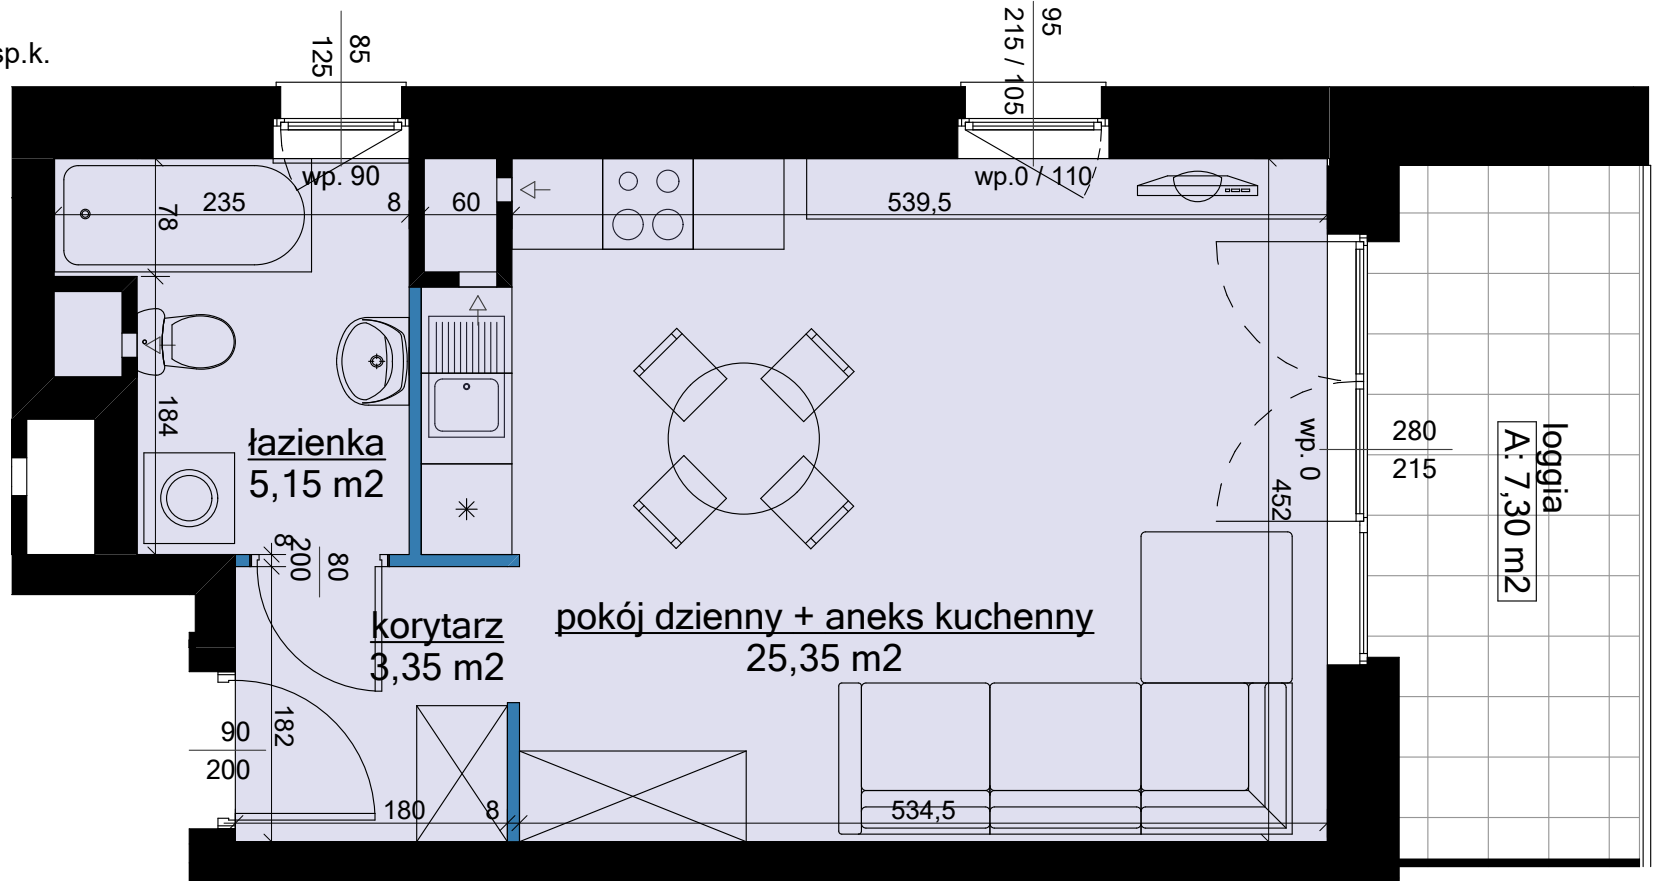 sp.k.
85
125
95
215 / 105
wp. 90
wp.0 / 110
235
8
60
539,5
78
184
łazienka
5,15 m2
wp. 0
280
215
452
loggia
A: 7,30 m2
8
80
200
korytarz
3,35 m2
pokój dzienny + aneks kuchenny
25,35 m2
182
90
200
180
8
534,5